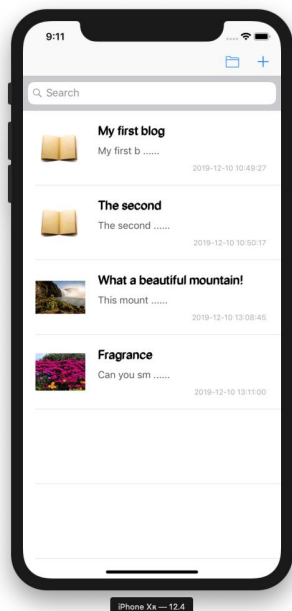 9:11
Search
My first blog
My first b ......
2019-12-10 10:49:27
The second
The second ......
2019-12-10 10:50:17
What a beautiful mountain!
This mount ......
2019-12-10 13:08:45
Fragrance
Can you sm ......
2019-12-10 13:11:00
iPhone Xʀ — 12.4